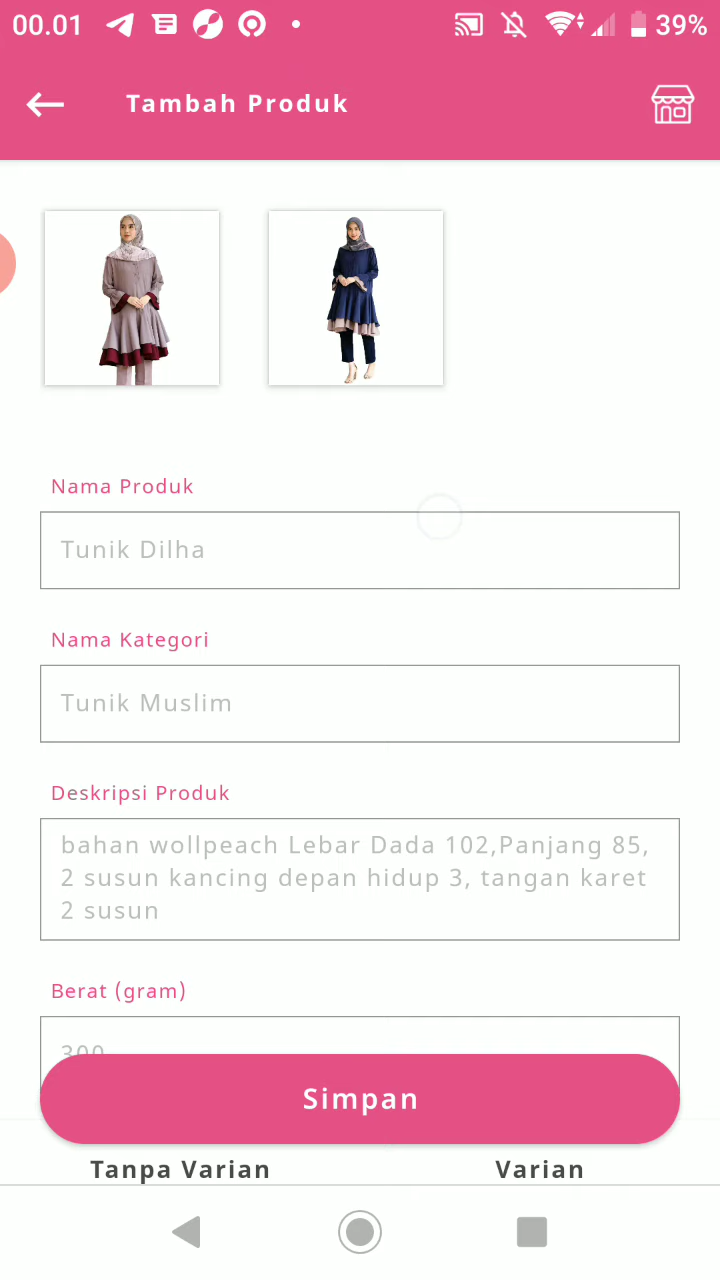 00.01
39%
Tambah Produk
Nama Produk
Tunik Dilha
Nama Kategori
Tunik Muslim
Deskripsi Produk
bahan wollpeach Lebar Dada 102,Panjang 85,
2 susun kancing depan hidup 3, tangan karet
2 susun
Berat (gram)
300
Simpan
Tanpa Varian
Varian